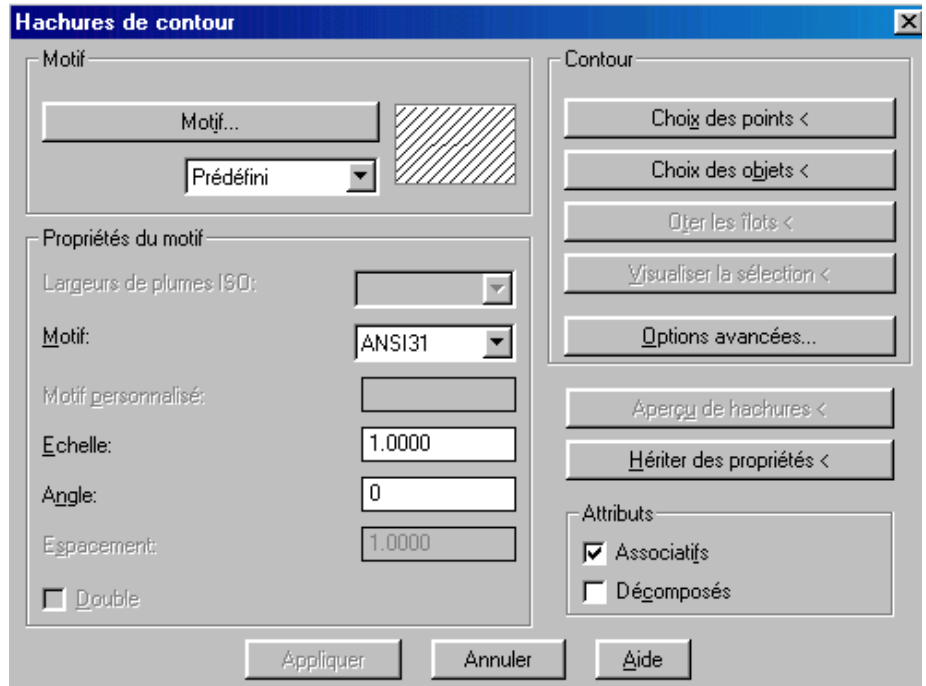 Hachures de contour
Motif
Motif...
Prédéfini
Propriétés du motif
Largeurs de plumes ISO:
Motif:
ANSI31
Motif personnalisé:
Echelle:
1.0000
Angle:
0
Espacement:
1.0000
Double
Contour
Choix des points <
Choix des objets <
Oter les îlots <
Visualiser la sélection <
Options avancées...
Aperçu de hachures <
Hériter des propriétés <
Attributs
Associatifs
Décomposés
Appliquer
Annuler
Aide